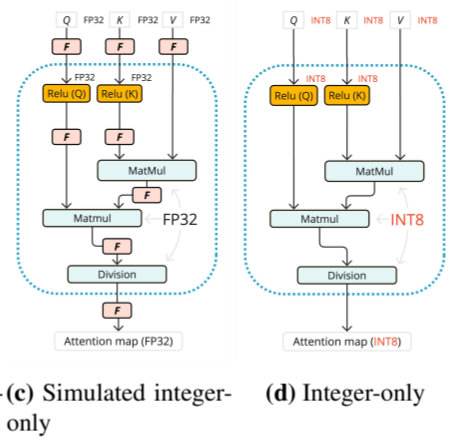 Q FP32 K FP32 V FP32
F F F
FP32 FP32
Relu (Q) Relu (K)
F F
MatMul
F
Matmul FP32
F
Division
F
Attention map (FP32)
-(c) Simulated integer-
only
Q INT8 K INT8 V INT8
INT8 INT8
Relu (Q) Relu (K)
MatMul
Matmul INT8
Division
Attention map (INT8)
(d) Integer-only